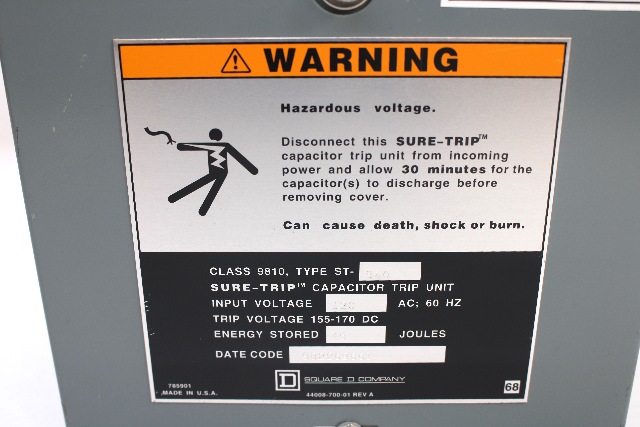 WARNING
Hazardous voltage.
Disconnect this SURE-TRIP™
capacitor trip unit from incoming
power and allow 30 minutes for the
capacitor(s) to discharge before
removing cover.
Can cause death, shock or burn.
CLASS 9810, TYPE ST- 340
SURE-TRIP™ CAPACITOR TRIP UNIT
INPUT VOLTAGE AC; 60 HZ
TRIP VOLTAGE 155-170 DC
ENERGY STORED JOULES
DATE CODE
D SQUARE D COMPANY
785901
MADE IN U.S.A.
44008-700-01 REV A
68